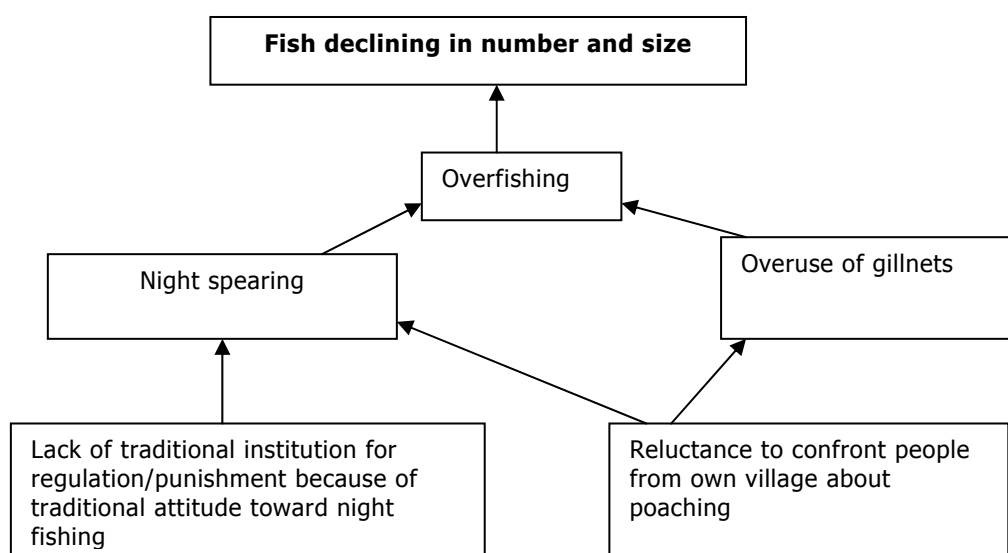 Fish declining in number and size
Overfishing
Night spearing
Overuse of gillnets
Lack of traditional institution for
regulation/punishment because of
traditional attitude toward night
fishing
Reluctance to confront people
from own village about
poaching